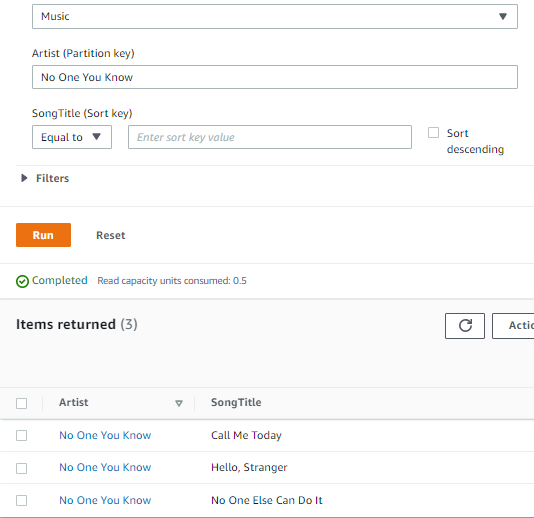 Music
Artist (Partition key)
No One You Know
SongTitle (Sort key)
Equal to Enter sort key value Sort descending
Filters
Run Reset
Completed Read capacity units consumed: 0.5
Items returned (3) Actio
Artist SongTitle
No One You Know Call Me Today
No One You Know Hello, Stranger
No One You Know No One Else Can Do It